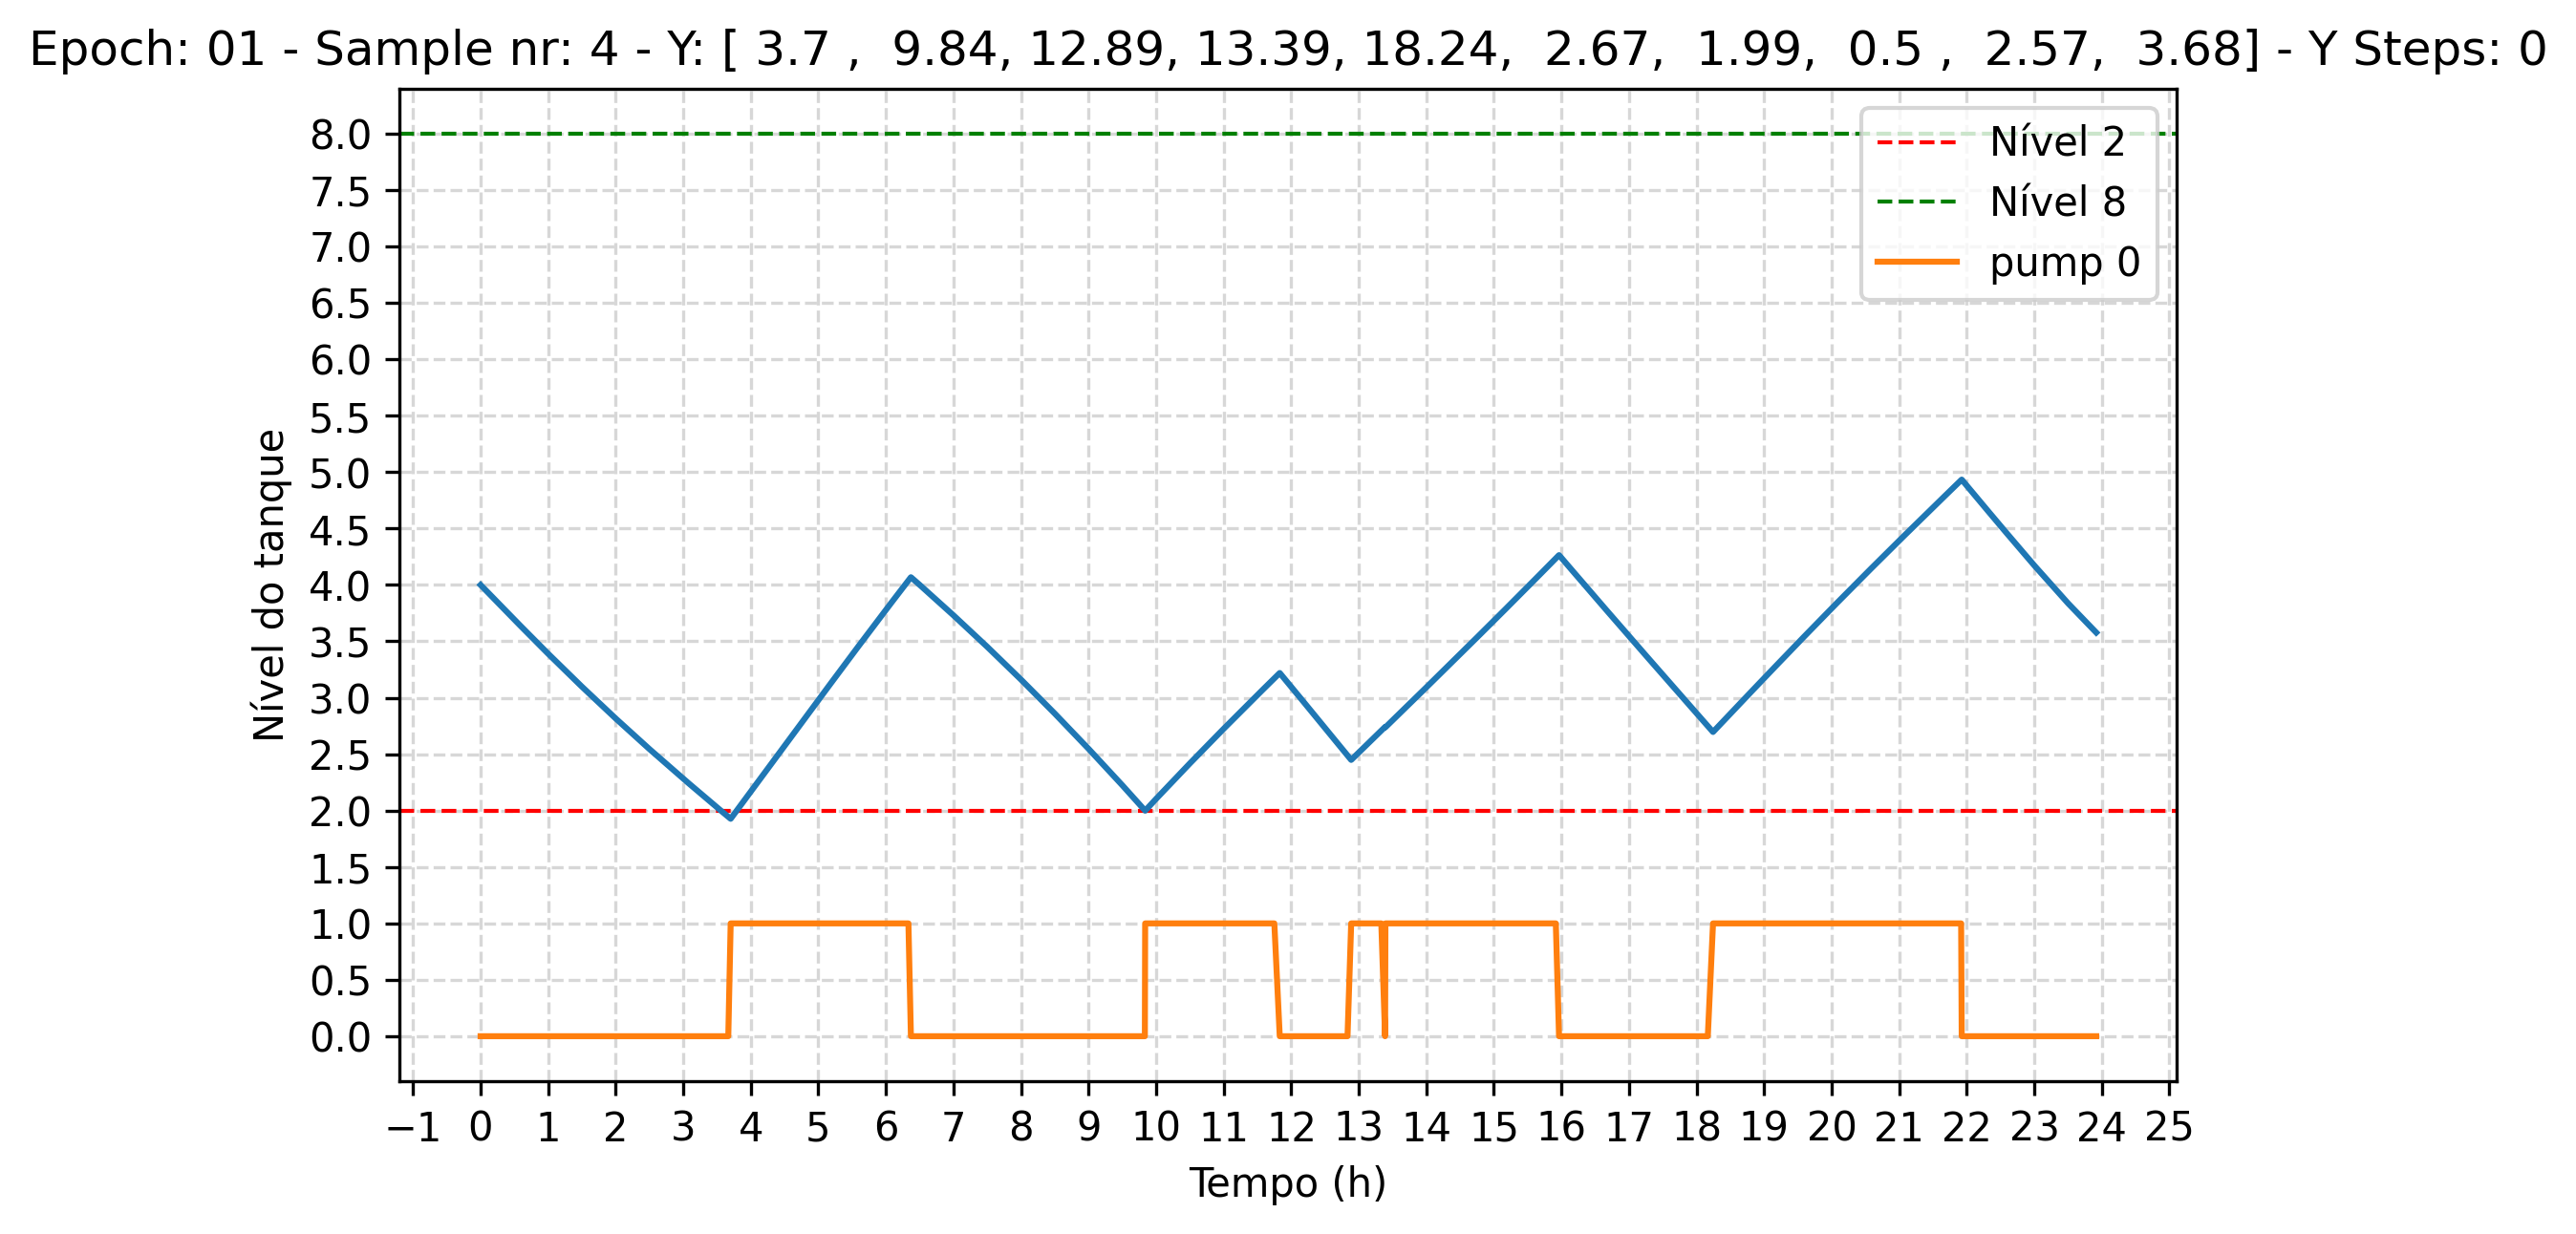 Epoch: 01 - Sample nr: 4 - Y: [ 3.7 ,  9.84, 12.89, 13.39, 18.24,  2.67,  1.99,  0.5 ,  2.57,  3.68] - Y Steps: 0
Nível 2
Nível 8
pump 0
8.0
7.5
7.0
6.5
6.0
5.5
5.0
4.5
4.0
3.5
3.0
2.5
2.0
1.5
1.0
0.5
0.0
Nível do tanque
−1 0 1 2 3 4 5 6 7 8 9 10 11 12 13 14 15 16 17 18 19 20 21 22 23 24 25
Tempo (h)